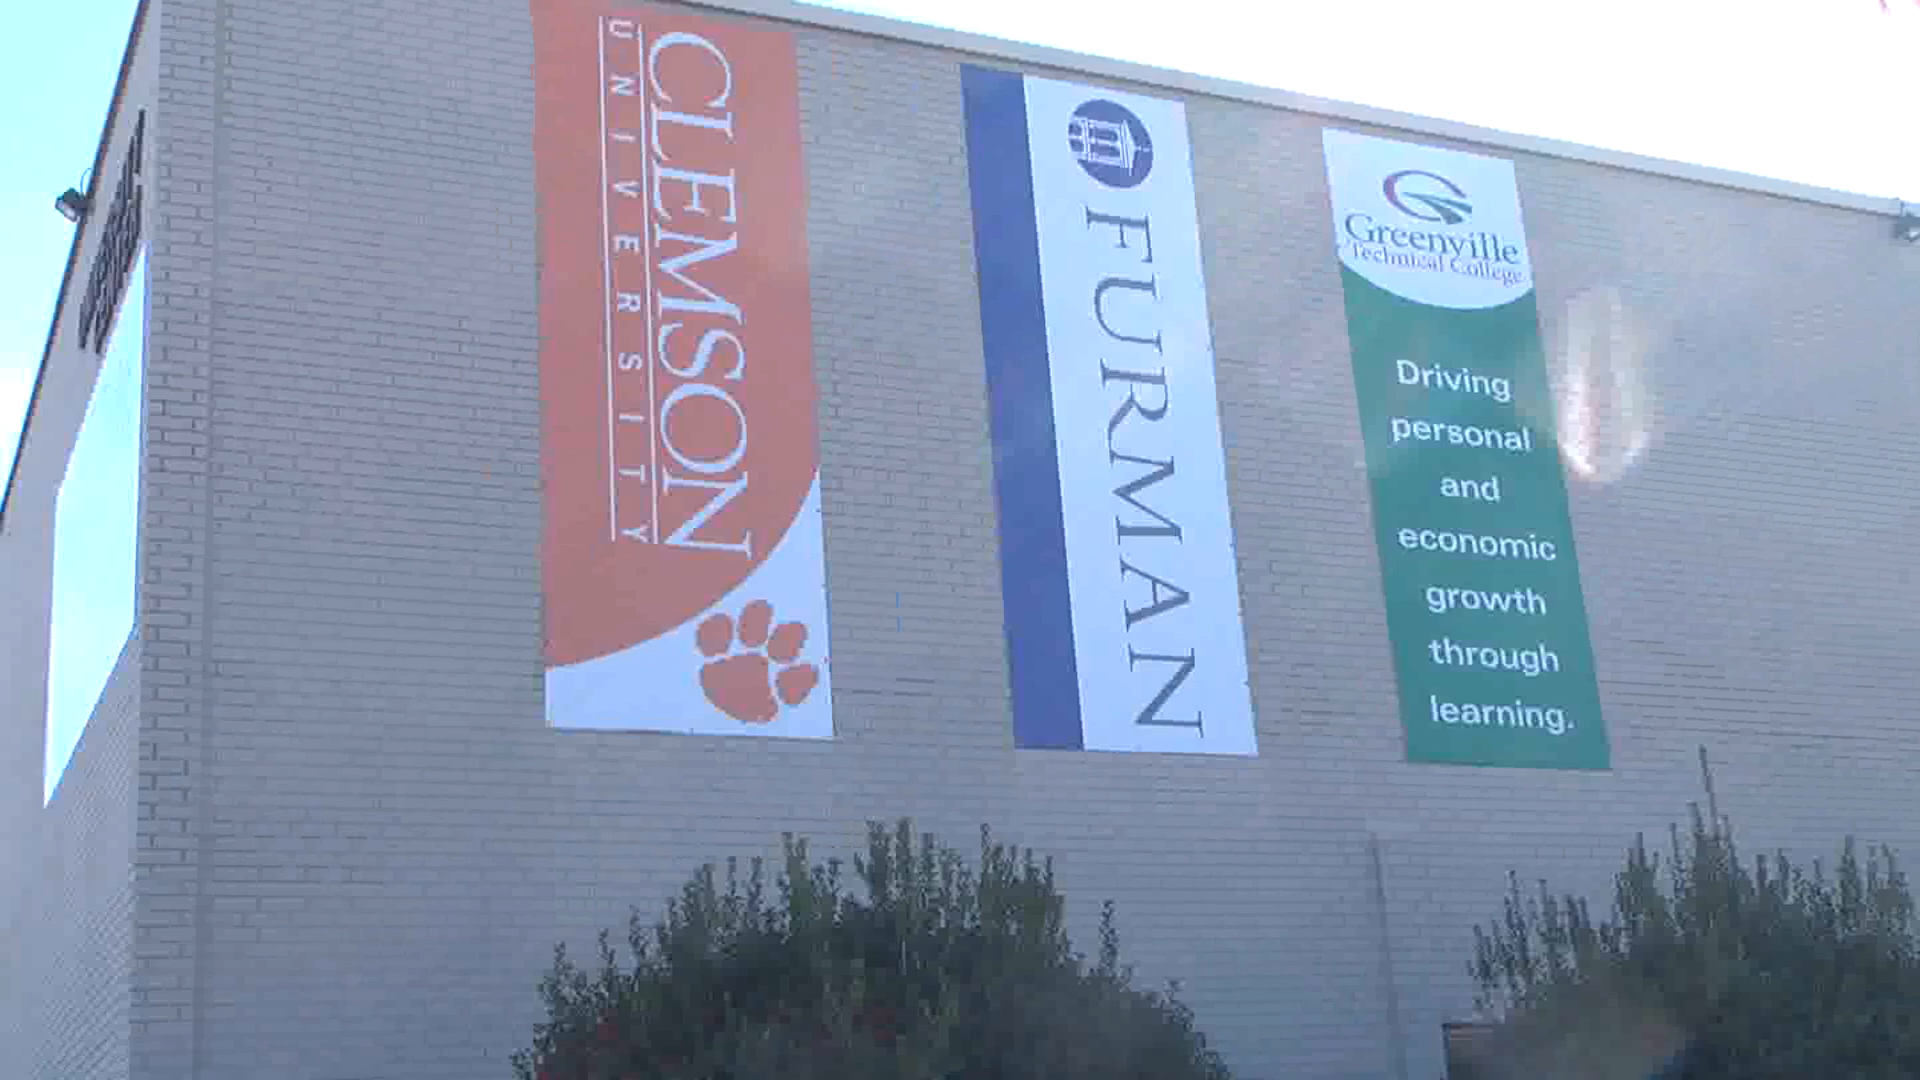 CLEMSON
UNIVERSITY
FURMAN
Greenville
Technical College
Driving
personal
and
economic
growth
through
learning.